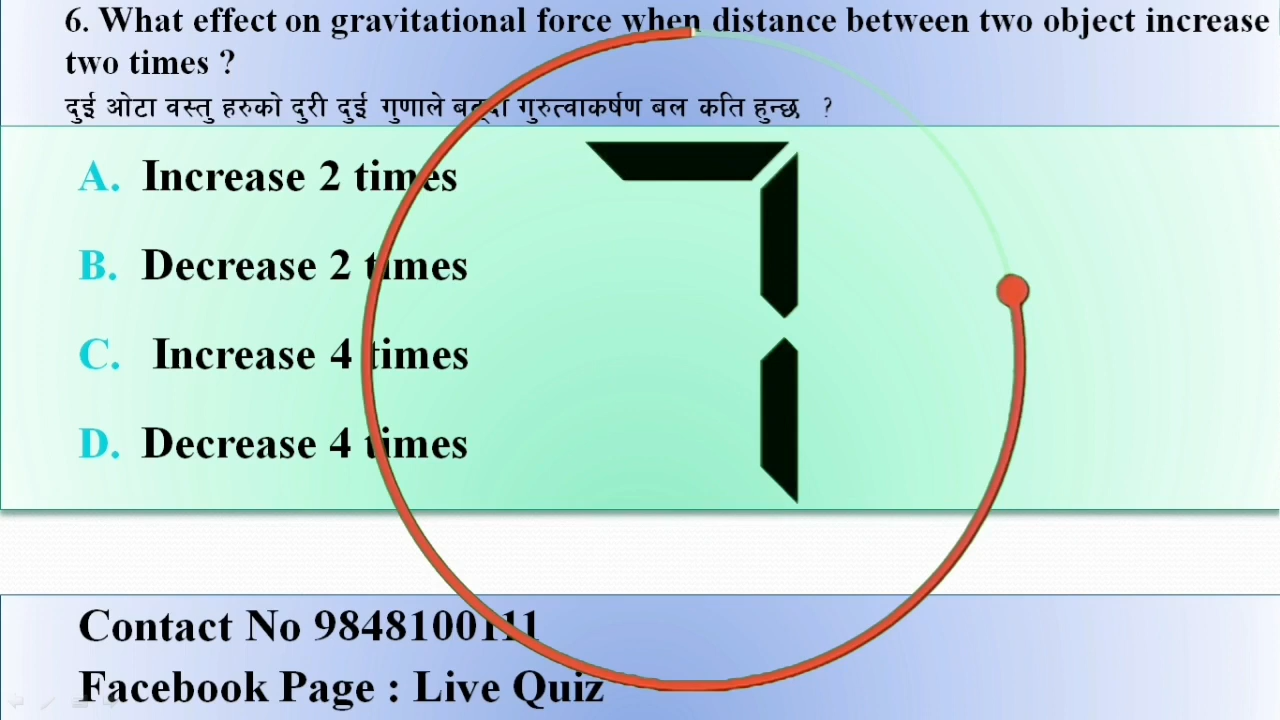 6. What effect on gravitational force when distance between two object increase
two times ?
दुई ओटा वस्तु हरुको दुरी दुई गुणाले बढ्दा गुरुत्वाकर्षण बल कति हुन्छ ?
A. Increase 2 times
B. Decrease 2 times
C. Increase 4 times
D. Decrease 4 times
7
Contact No 9848100111
Facebook Page : Live Quiz